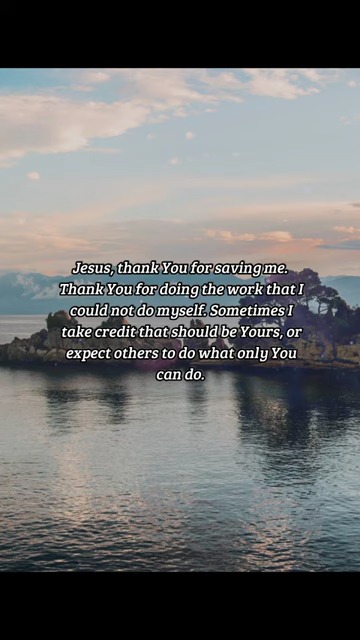 Jesus, thank You for saving me.
Thank You for doing the work that I
could not do myself. Sometimes I
take credit that should be Yours, or
expect others to do what only You
can do.